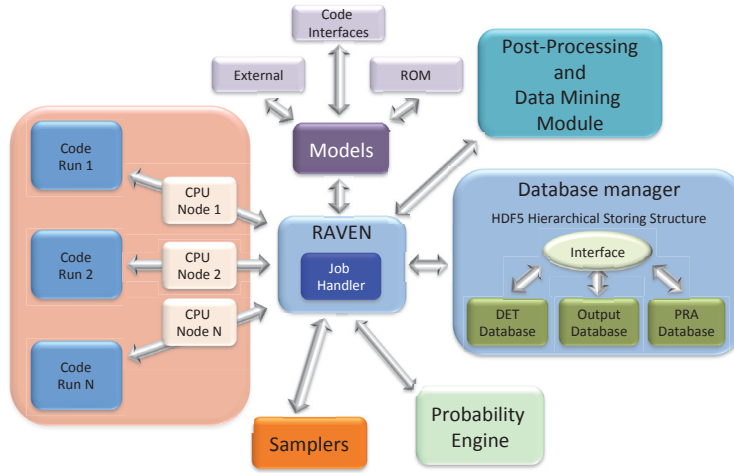 Code
Interfaces
External
ROM
Models
Post-Processing
and
Data Mining
Module
Code
Run 1
CPU
Node 1
Code
Run 2
CPU
Node 2
CPU
Node N
Code
Run N
RAVEN
Job
Handler
Database manager
HDF5 Hierarchical Storing Structure
Interface
DET
Database
Output
Database
PRA
Database
Samplers
Probability
Engine